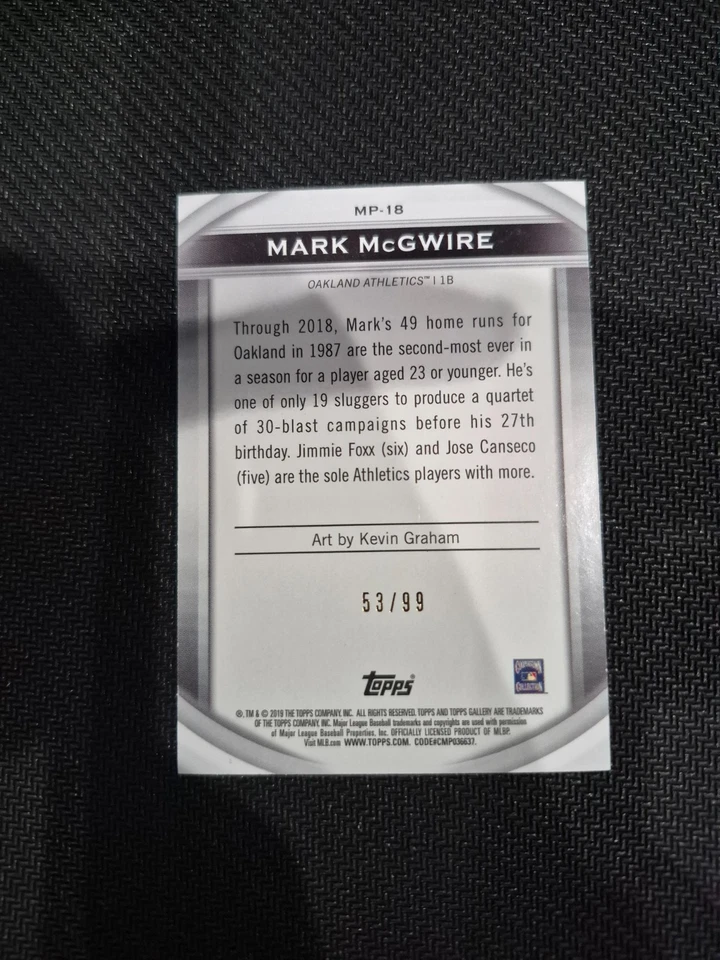 MP-18
MARK McGWIRE
OAKLAND ATHLETICS™ | 1B
Through 2018, Mark's 49 home runs for
Oakland in 1987 are the second-most ever in
a season for a player aged 23 or younger. He's
one of only 19 sluggers to produce a quartet
of 30-blast campaigns before his 27th
birthday. Jimmie Foxx (six) and Jose Canseco
(five) are the sole Athletics players with more.
Art by Kevin Graham
53/99
TOPPS®
®, TM & © 2019 THE TOPPS COMPANY, INC. ALL RIGHTS RESERVED. TOPPS AND TOPPS GALLERY ARE TRADEMARKS
OF THE TOPPS COMPANY, INC. Major League Baseball trademarks and copyrights are used with permission
of Major League Baseball Properties, Inc. OFFICIALLY LICENSED PRODUCT OF MLBP.
Visit MLB.com WWW.TOPPS.COM. CODE#CMP036637.